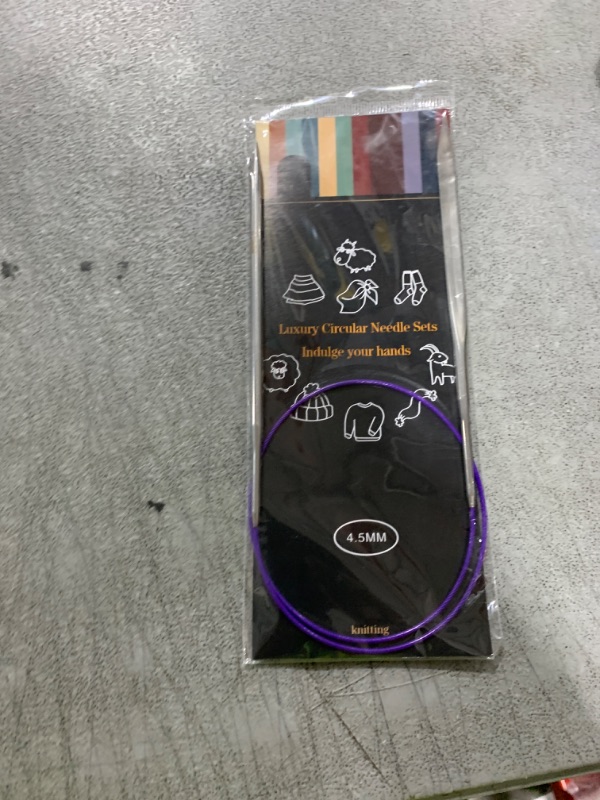 Luxury Circular Needle Sets
Indulge your hands
4.5MM
knitting